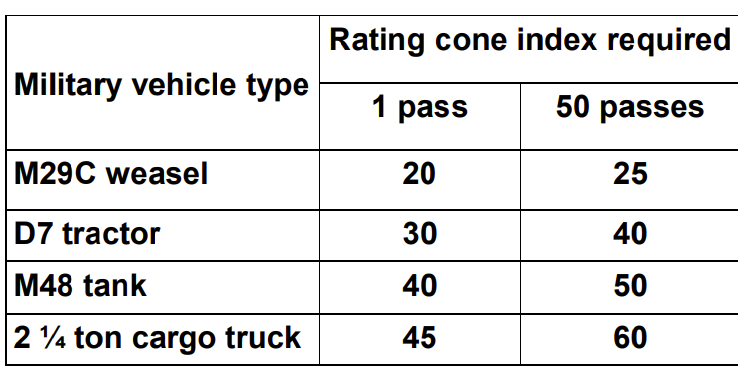 Military vehicle type
Rating cone index required
1 pass
50 passes
M29C weasel
20
25
D7 tractor
30
40
M48 tank
40
50
2 ¼ ton cargo truck
45
60